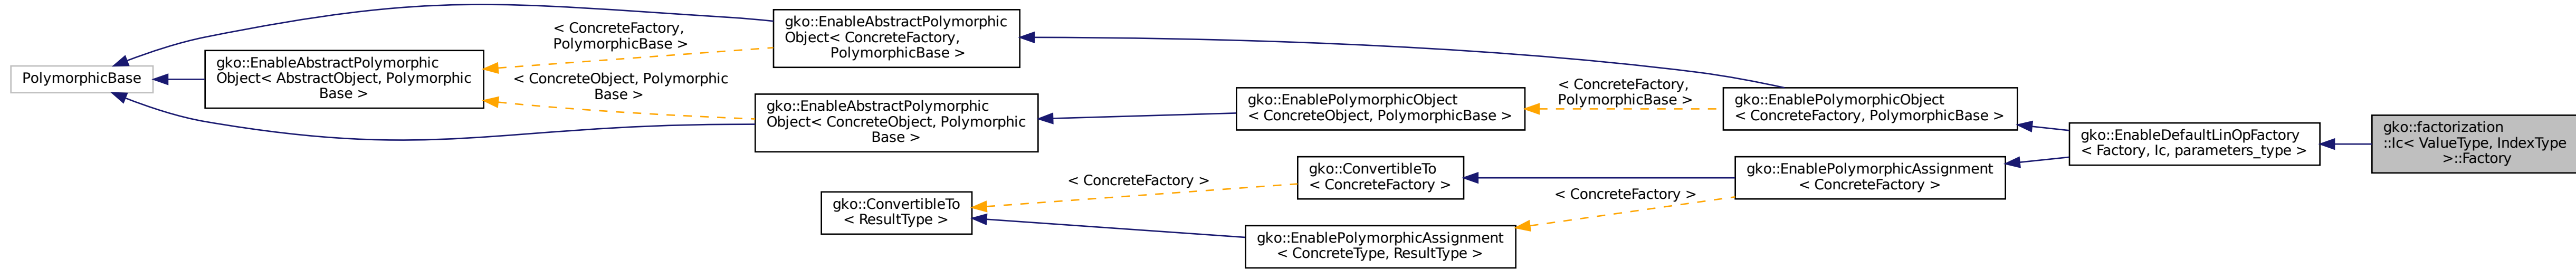 PolymorphicBase
gko::EnableAbstractPolymorphic
Object< AbstractObject, Polymorphic
Base >
< ConcreteFactory,
PolymorphicBase >
< ConcreteObject, Polymorphic
Base >
gko::EnableAbstractPolymorphic
Object< ConcreteFactory,
PolymorphicBase >
gko::EnableAbstractPolymorphic
Object< ConcreteObject, Polymorphic
Base >
gko::ConvertibleTo
< ResultType >
< ConcreteFactory >
gko::EnablePolymorphicObject
< ConcreteObject, PolymorphicBase >
gko::ConvertibleTo
< ConcreteFactory >
gko::EnablePolymorphicAssignment
< ConcreteType, ResultType >
< ConcreteFactory,
PolymorphicBase >
< ConcreteFactory >
gko::EnablePolymorphicObject
< ConcreteFactory, PolymorphicBase >
gko::EnablePolymorphicAssignment
< ConcreteFactory >
gko::EnableDefaultLinOpFactory
< Factory, Ic, parameters_type >
gko::factorization
::Ic< ValueType, IndexType
>::Factory